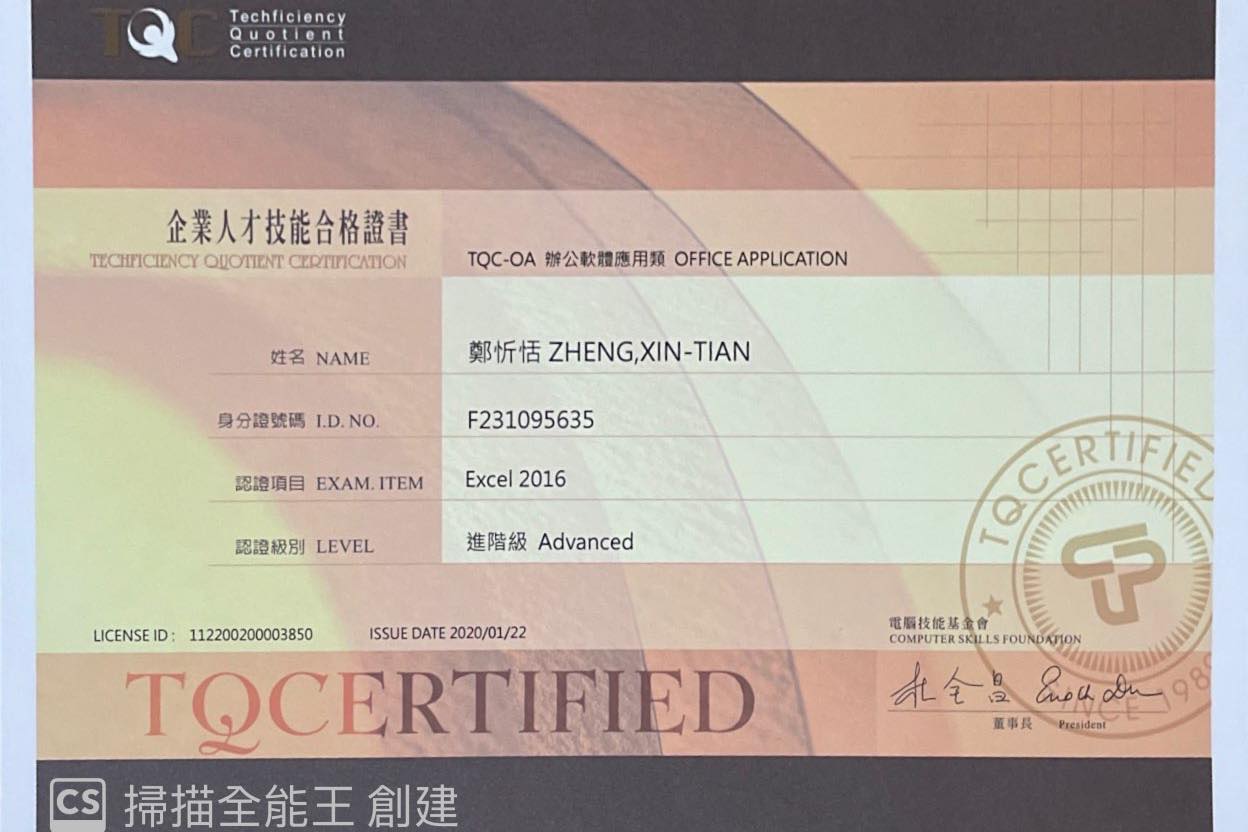 TQC Techficiency
Quotient
Certification
企業人才技能合格證書
TECHFICIENCY QUOTIENT CERTIFICATION
TQC-OA 辦公軟體應用類 OFFICE APPLICATION
姓名 NAME 鄭忻恬 ZHENG,XIN-TIAN
身分證號碼 I.D. NO. F231095635
認證項目 EXAM. ITEM Excel 2016
認證級別 LEVEL 進階級 Advanced
LICENSE ID : 112200200003850 ISSUE DATE 2020/01/22
電腦技能基金會
COMPUTER SKILLS FOUNDATION
TQCERTIFIED
TQCERTIFIED
SINCE 1989
杜全昌
董事長 President
CS 掃描全能王 創建